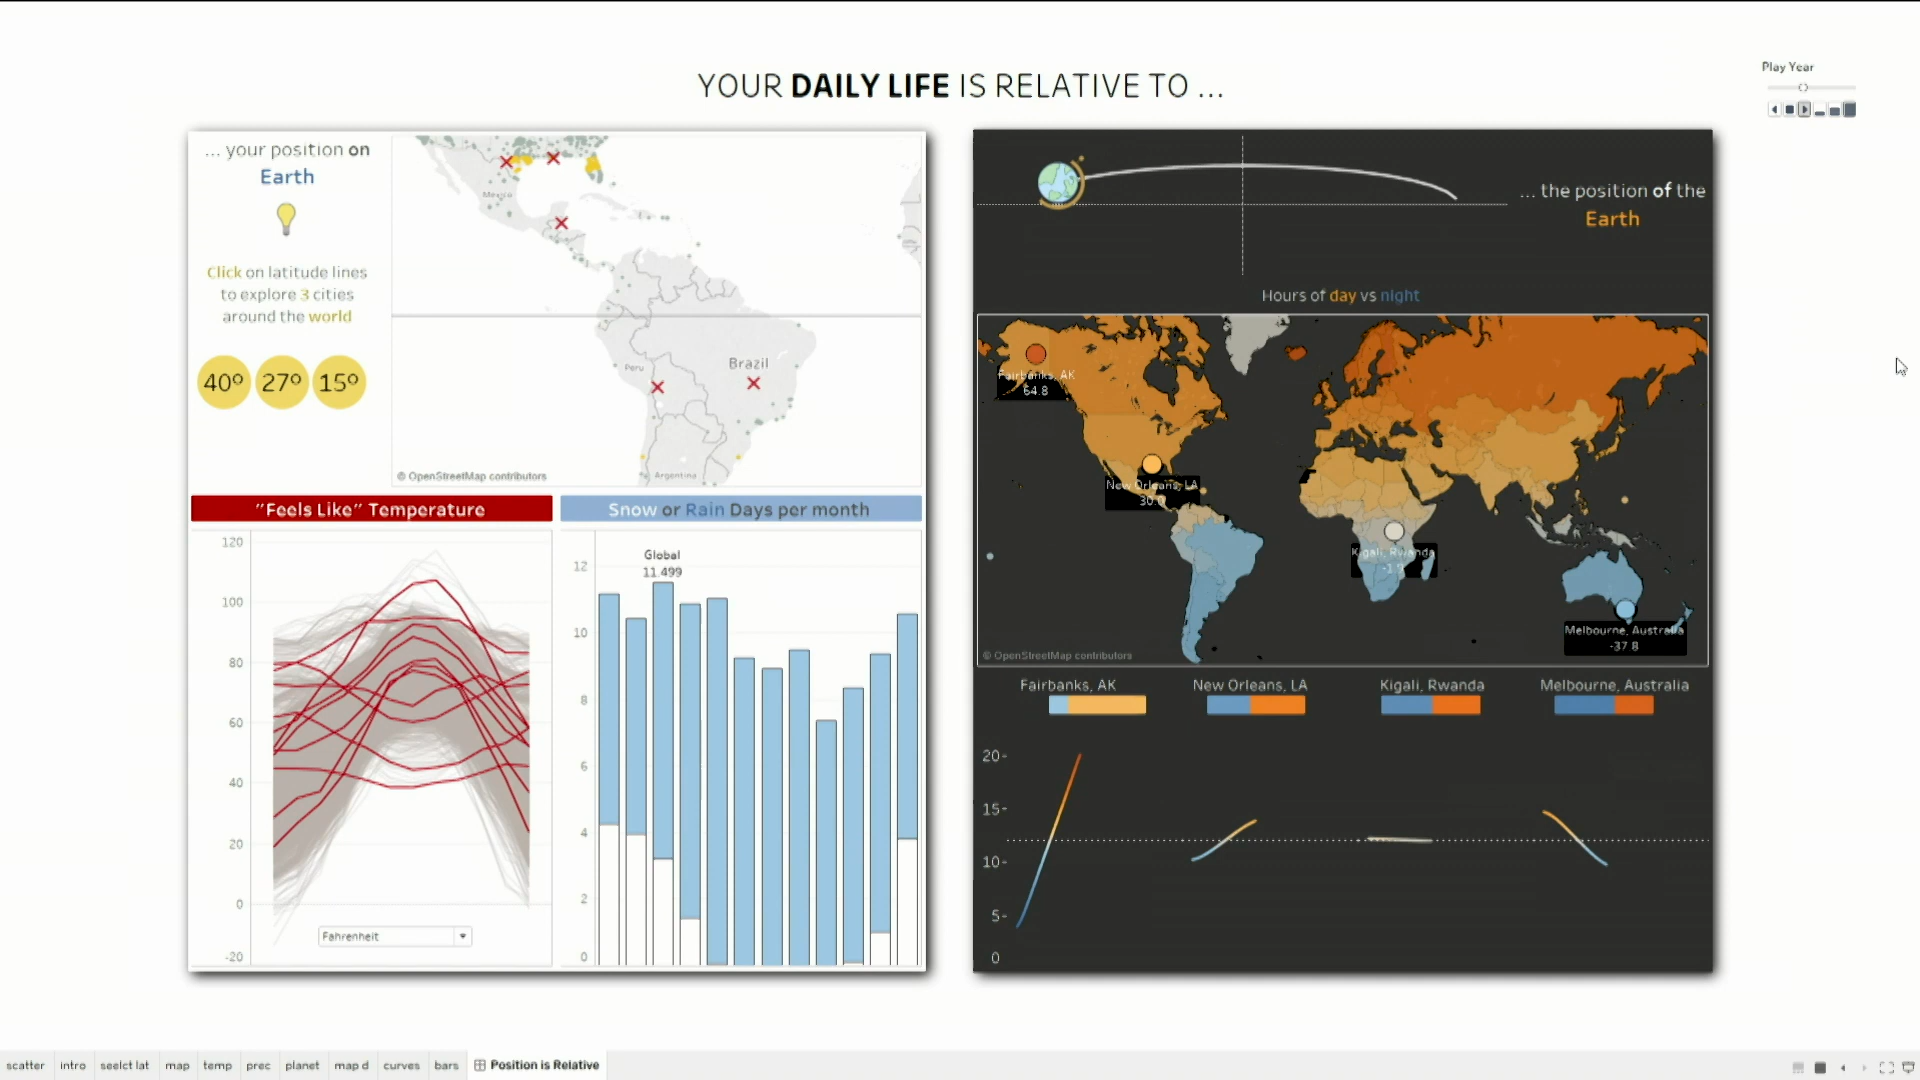 YOUR DAILY LIFE IS RELATIVE TO ...
Play Year
... your position on
Earth
Click on latitude lines
to explore 3 cities
around the world
40º 27º 15º
Mexico
Peru
Brazil
Argentina
© OpenStreetMap contributors
"Feels Like" Temperature
120
100
80
60
40
20
0
-20
Fahrenheit
Snow or Rain Days per month
Global
11.499
12
10
8
6
4
2
0
... the position of the
Earth
Hours of day vs night
Fairbanks, AK
64.8
New Orleans, LA
30.0
Kigali, Rwanda
Melbourne, Australia
-37.8
© OpenStreetMap contributors
Fairbanks, AK
New Orleans, LA
Kigali, Rwanda
Melbourne, Australia
20
15
10
5
0
scatter
intro
seelct lat
map
temp
prec
planet
map d
curves
bars
Position is Relative